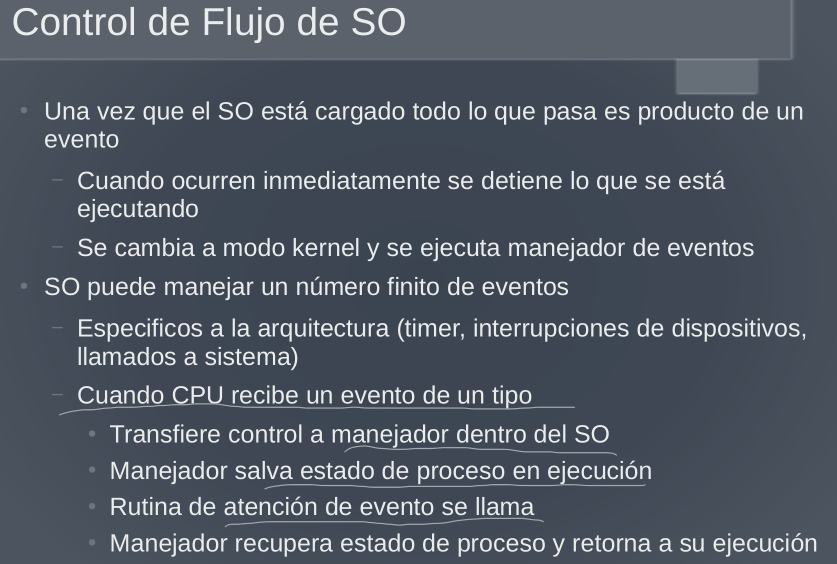 Control de Flujo de SO
Una vez que el SO está cargado todo lo que pasa es producto de un
evento
Cuando ocurren inmediatamente se detiene lo que se está
ejecutando
Se cambia a modo kernel y se ejecuta manejador de eventos
SO puede manejar un número finito de eventos
Especificos a la arquitectura (timer, interrupciones de dispositivos,
llamados a sistema)
Cuando CPU recibe un evento de un tipo
Transfiere control a manejador dentro del SO
Manejador salva estado de proceso en ejecución
Rutina de atención de evento se llama
Manejador recupera estado de proceso y retorna a su ejecución